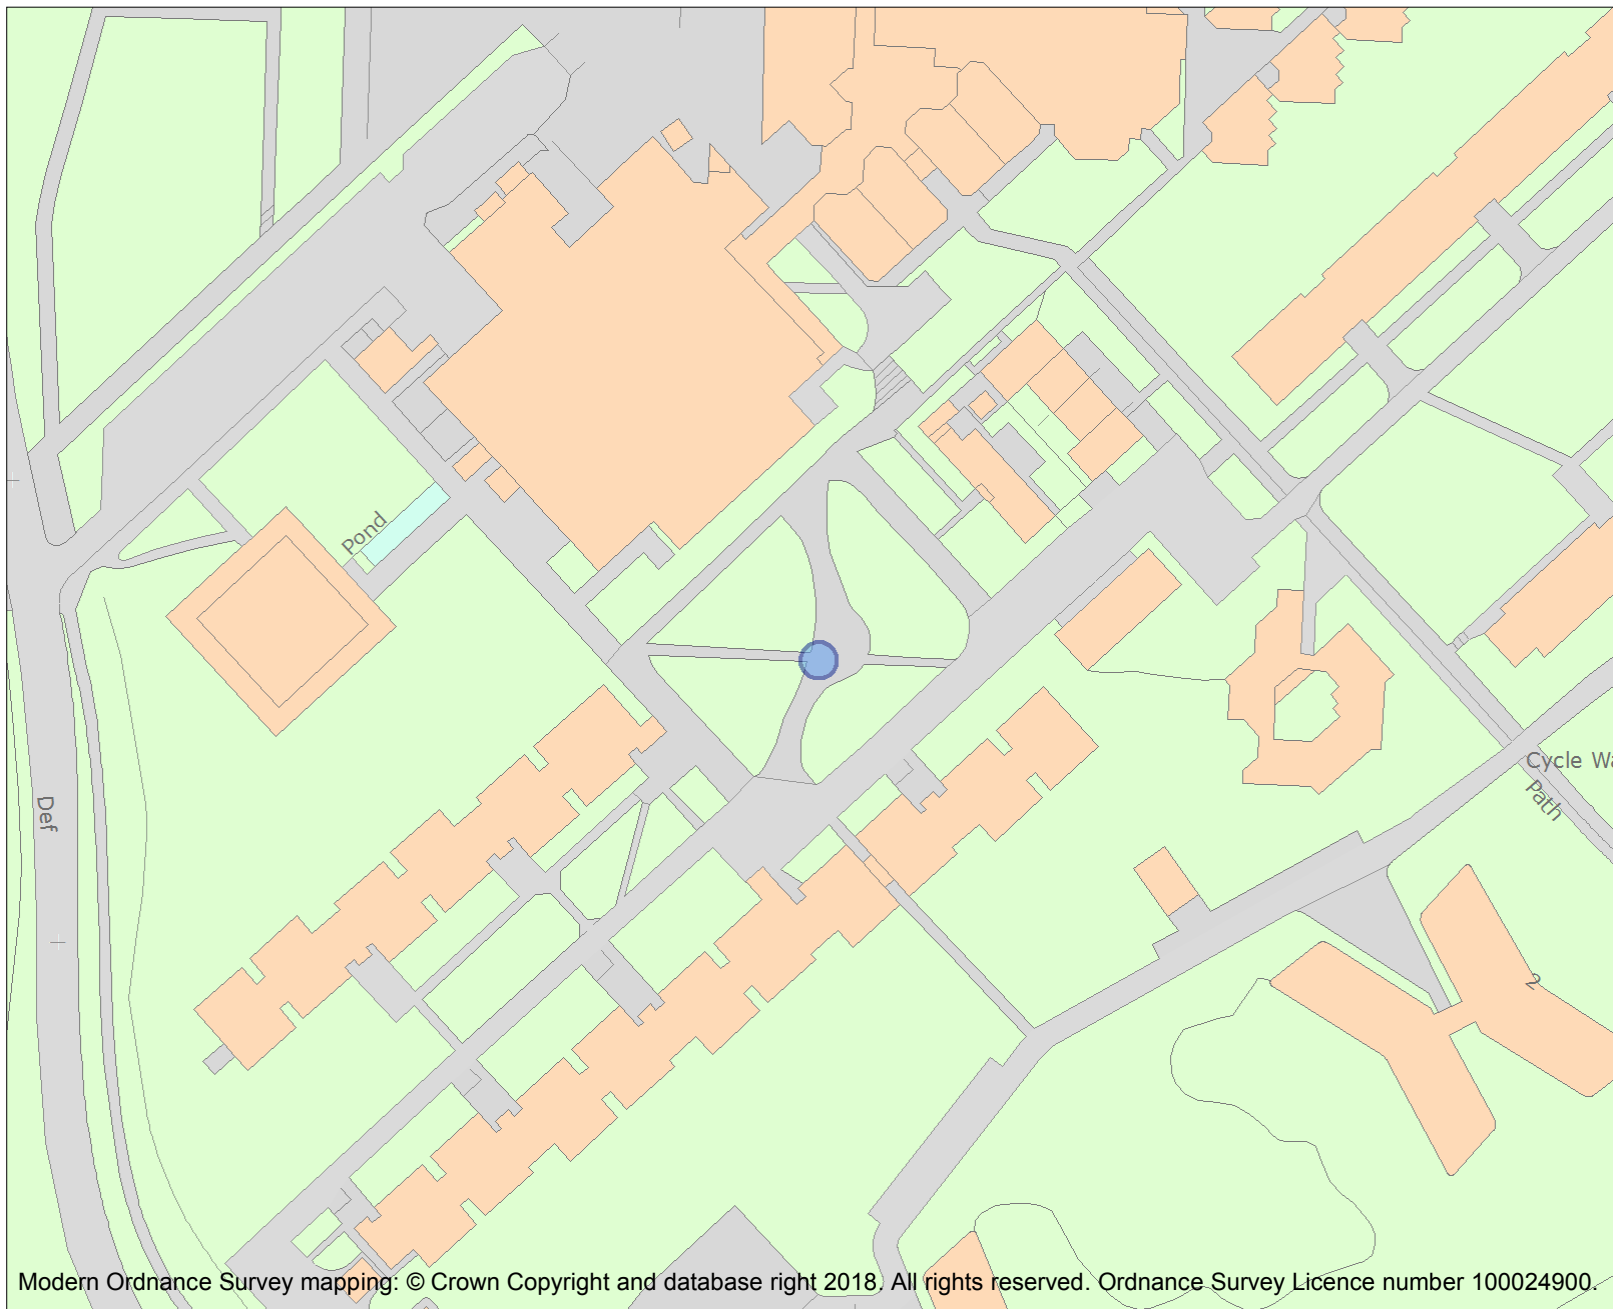 Pond
Def
Cycle Wa
Path
2
Modern Ordnance Survey mapping: © Crown Copyright and database right 2018. All rights reserved. Ordnance Survey Licence number 100024900.